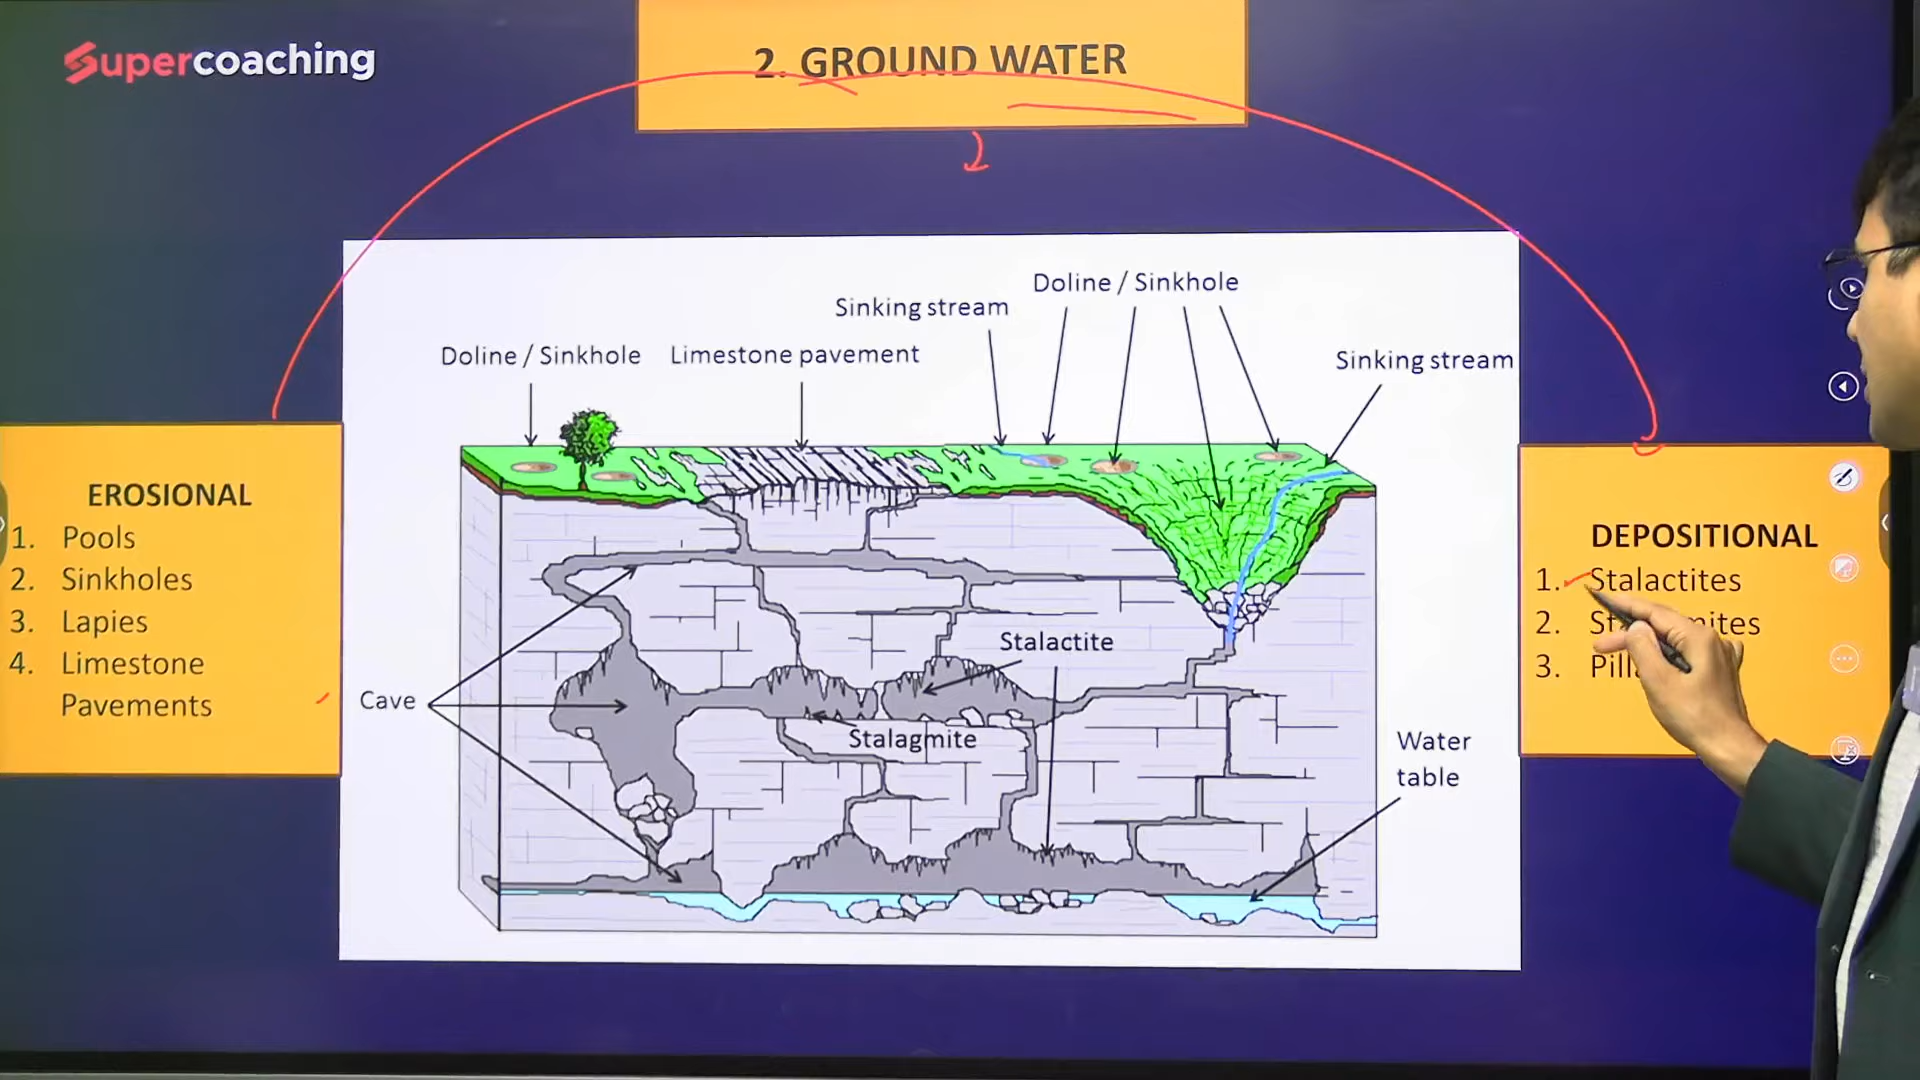 Supercoaching
2. GROUND WATER
Doline / Sinkhole
Sinking stream
Doline / Sinkhole
Limestone pavement
Sinking stream
EROSIONAL
1. Pools
2. Sinkholes
3. Lapies
4. Limestone
Pavements
Cave
Stalactite
Stalagmite
Water
table
DEPOSITIONAL
1. Stalactites
2.
3.